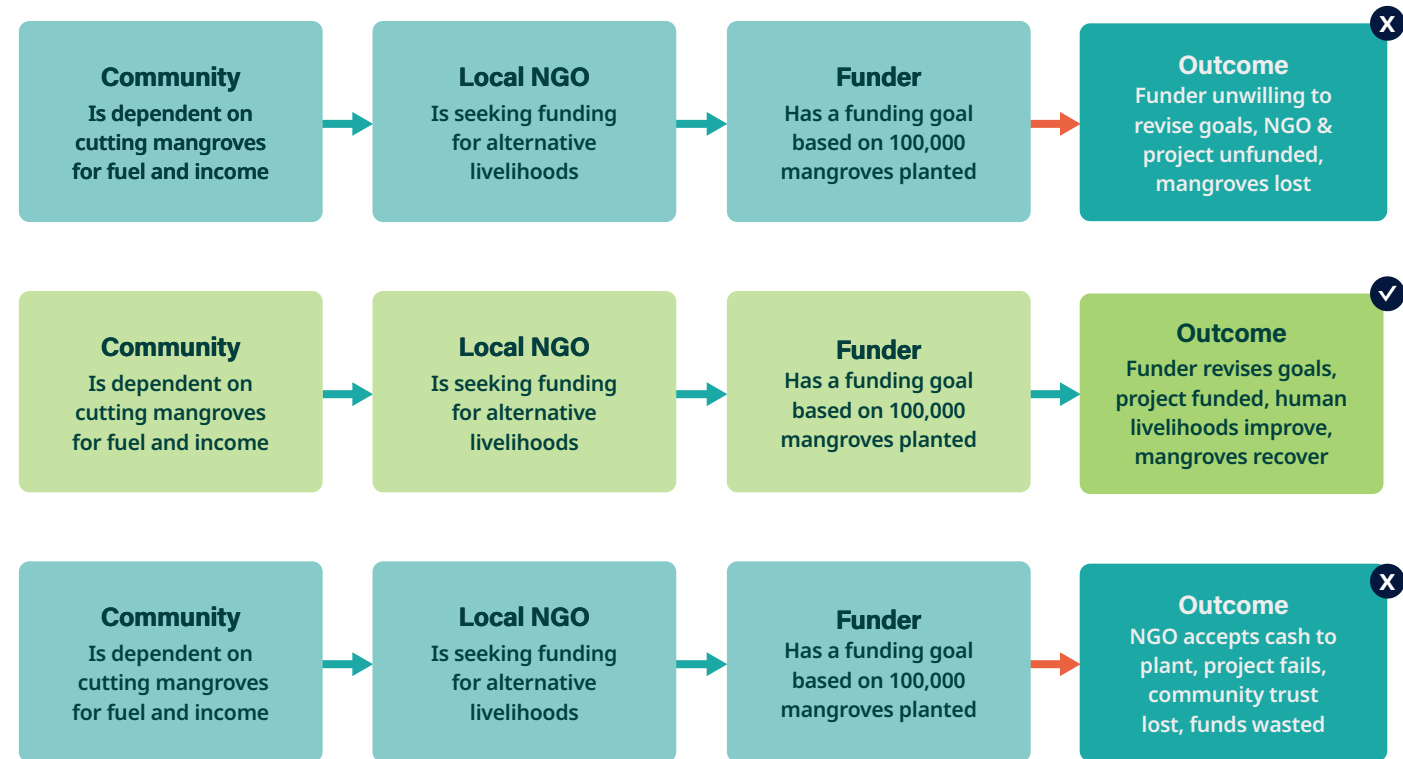 Community
Is dependent on
cutting mangroves
for fuel and income
Local NGO
Is seeking funding
for alternative
livelihoods
Funder
Has a funding goal
based on 100,000
mangroves planted
X
Outcome
Funder unwilling to
revise goals, NGO &
project unfunded,
mangroves lost
Community
Is dependent on
cutting mangroves
for fuel and income
Local NGO
Is seeking funding
for alternative
livelihoods
Funder
Has a funding goal
based on 100,000
mangroves planted
Outcome
Funder revises goals,
project funded, human
livelihoods improve,
mangroves recover
Community
Is dependent on
cutting mangroves
for fuel and income
Local NGO
Is seeking funding
for alternative
livelihoods
Funder
Has a funding goal
based on 100,000
mangroves planted
X
Outcome
NGO accepts cash to
plant, project fails,
community trust
lost, funds wasted